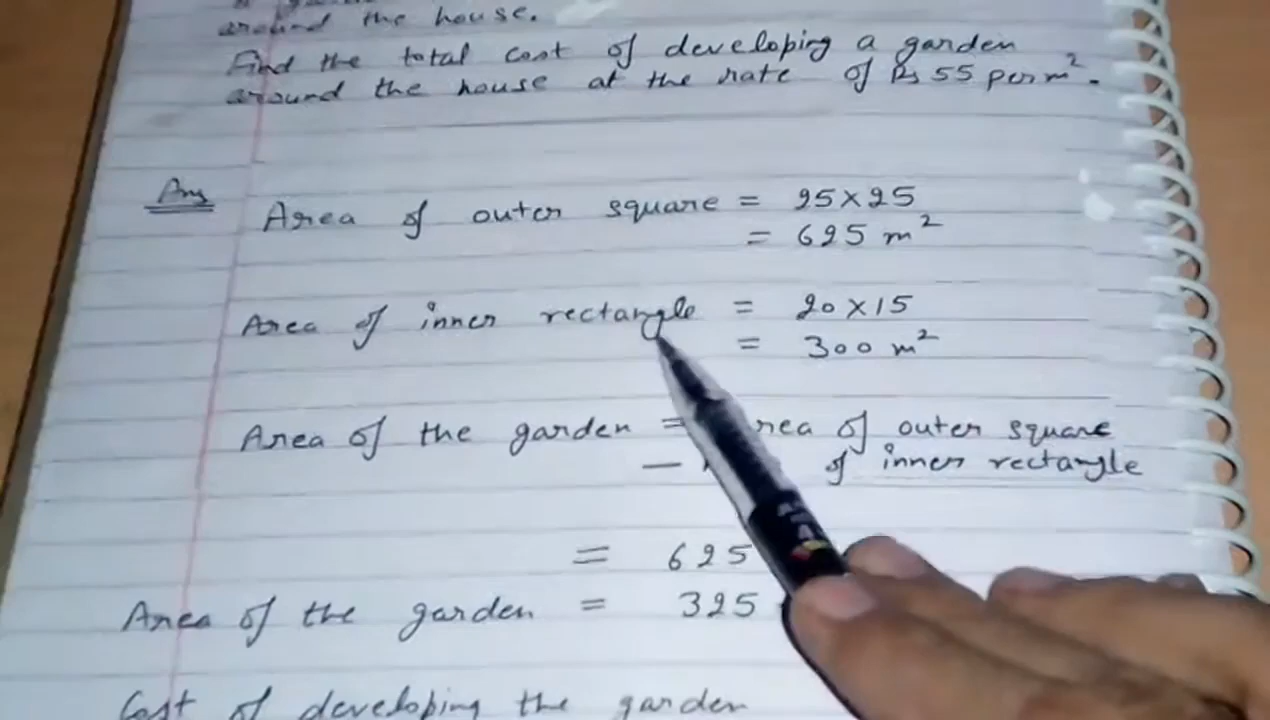 around the house.
Find the total cost of developing a garden
around the house at the rate of Rs 55 per m².
Ans
Area of outer square = 25×25
= 625 m²
Area of inner rectangle = 20×15
= 300 m²
Area of the garden = rea of outer square
— of inner rectangle
= 625
Area of the garden = 325
Cost of developing the garden